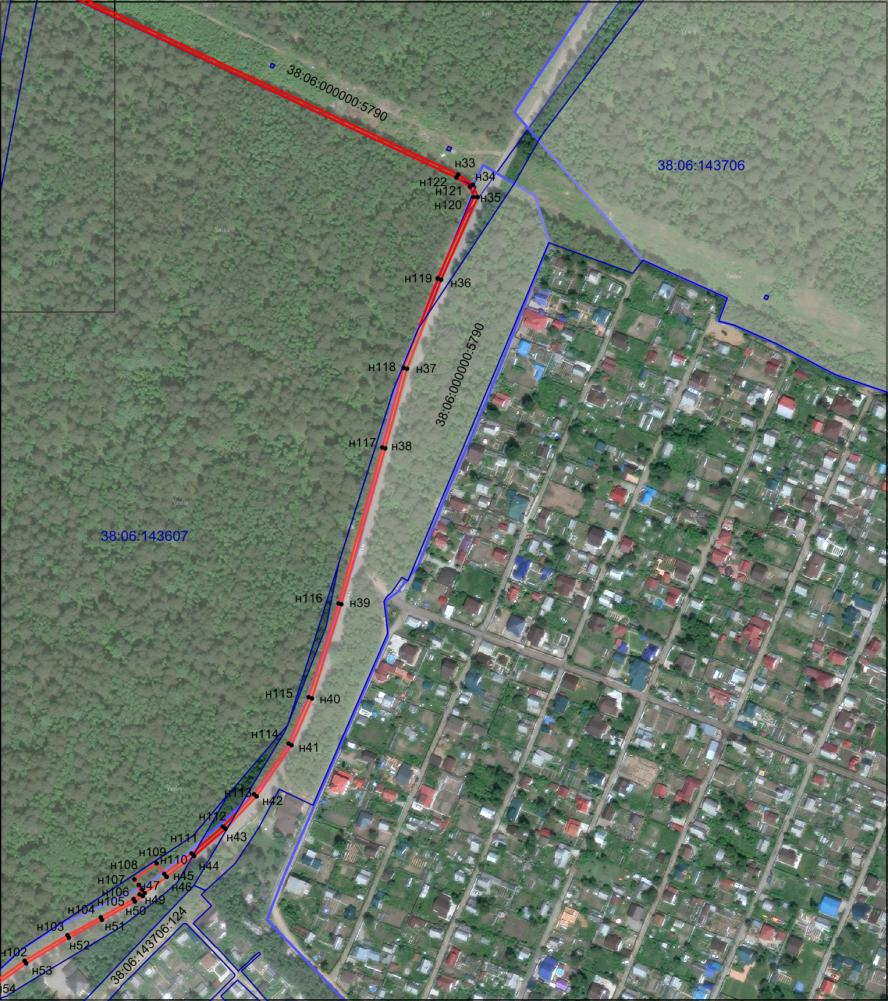 38:06:000000:5790
38:06:143706
н33
н34
н122
н121
н35
н120
н119
н36
38:06:000000:5790
н118
н37
н117
н38
38:06:143607
н116
н39
н115
н40
н114
н41
н113
н42
н112
н43
н111
н109
н110
н44
н108
н45
н107
н47
н46
н106
н105
н49
н50
н104
н51
38:06:143706:124
н103
н52
н102
н53
54